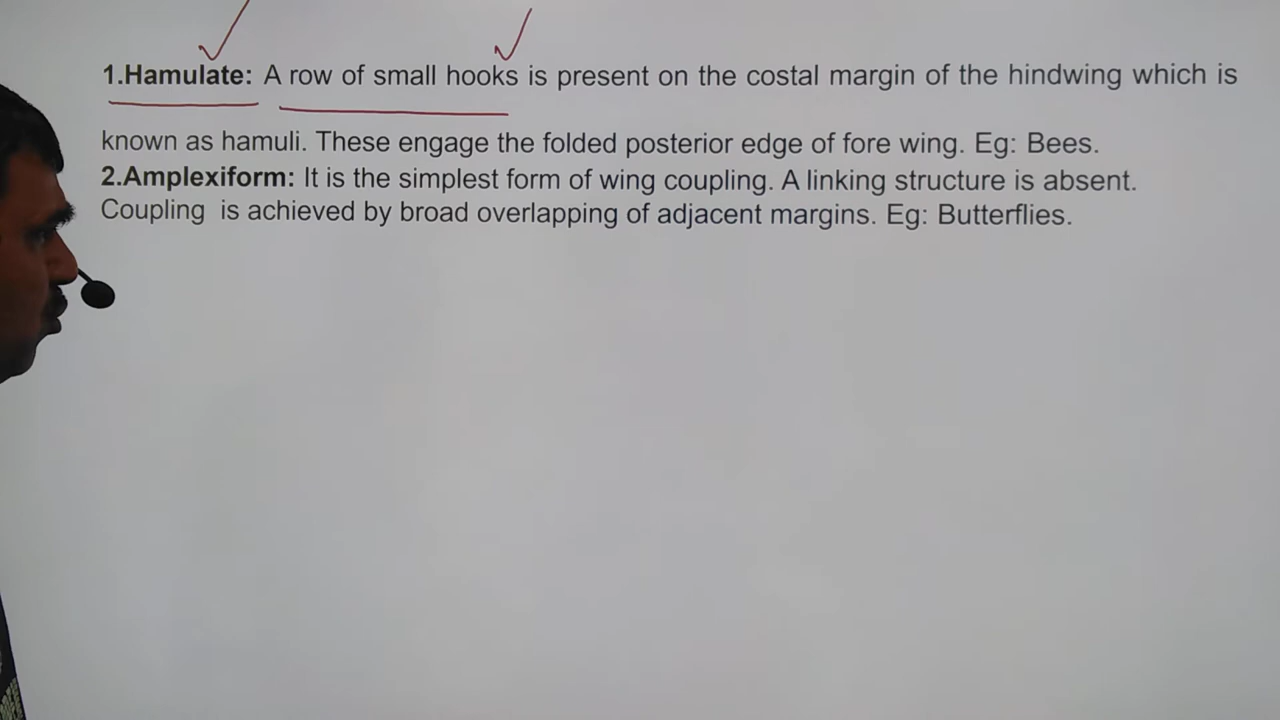 1.Hamulate: A row of small hooks is present on the costal margin of the hindwing which is
known as hamuli. These engage the folded posterior edge of fore wing. Eg: Bees.
2.Amplexiform: It is the simplest form of wing coupling. A linking structure is absent.
Coupling is achieved by broad overlapping of adjacent margins. Eg: Butterflies.